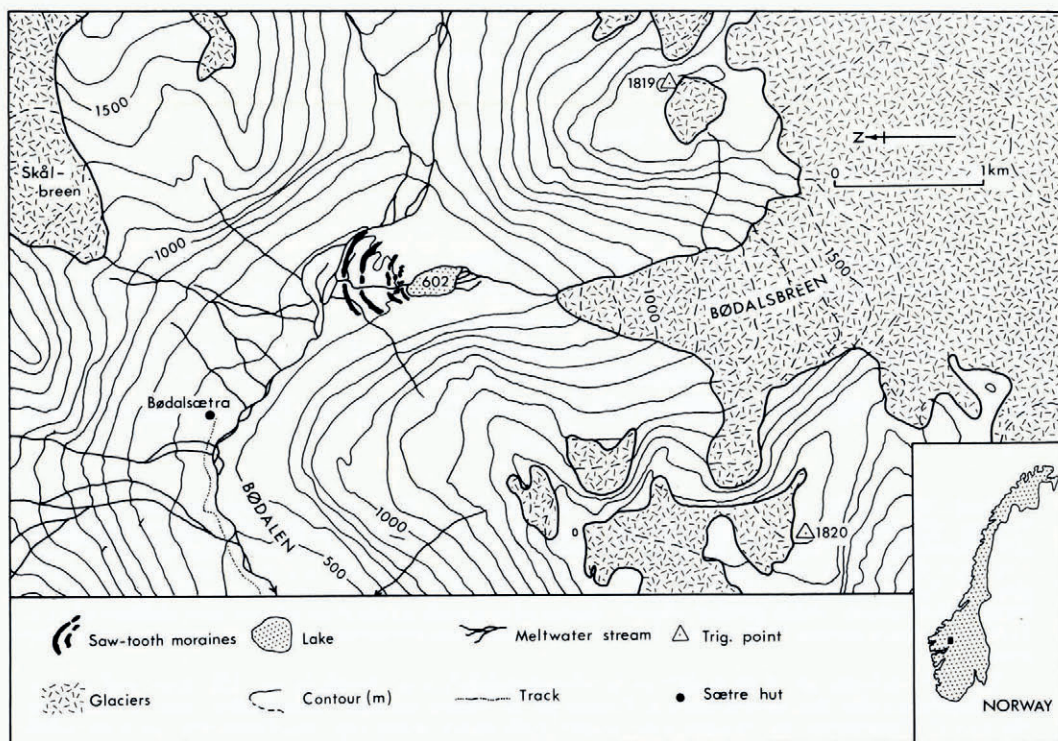 1819
1500
N
Skål-
breen
0 1km
1000
602
1500
1000
BØDALSBREEN
Bødalsætra
BØDALEN
1000
500
1820
Saw-tooth moraines
Lake
Meltwater stream
Trig. point
Glaciers
Contour (m)
Track
Sætre hut
NORWAY